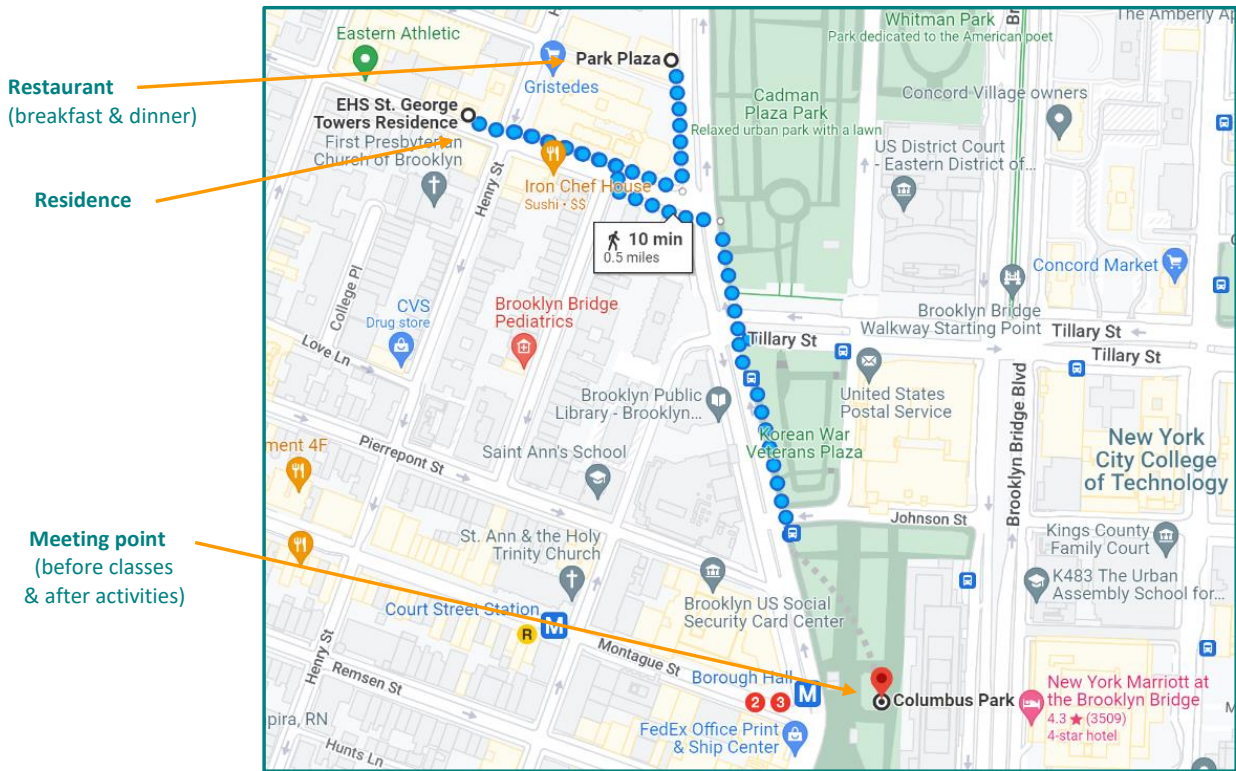 Restaurant
(breakfast & dinner)
Residence
Meeting point
(before classes
& after activities)
Whitman Park
Park dedicated to the American poet
The Amberly Ap
Eastern Athletic
Park Plaza
Gristedes
EHS St. George
Towers Residence
First Presbyterian
Church of Brooklyn
Cadman
Plaza Park
Relaxed urban park with a lawn
Concord Village owners
US District Court
- Eastern District of...
Henry St
Iron Chef House
Sushi • $$
10 min
0.5 miles
Concord Market
College Pl
CVS
Drug store
Brooklyn Bridge
Pediatrics
Brooklyn Bridge
Walkway Starting Point
Tillary St
Tillary St
Tillary St
Love Ln
Brooklyn Public
Library - Brooklyn...
United States
Postal Service
Brooklyn Bridge Blvd
ment 4F
Pierrepont St
Saint Ann's School
Korean War
Veterans Plaza
New York
City College
of Technology
Johnson St
St. Ann & the Holy
Trinity Church
Kings County
Family Court
Brooklyn US Social
Security Card Center
K483 The Urban
Assembly School for...
Court Street Station
M
R
Montague St
Henry St
Remsen St
Borough Hall
M
2 3
Columbus Park
New York Marriott at
the Brooklyn Bridge
4.3 ★ (3509)
4-star hotel
FedEx Office Print
& Ship Center
pira, RN
Hunts Ln